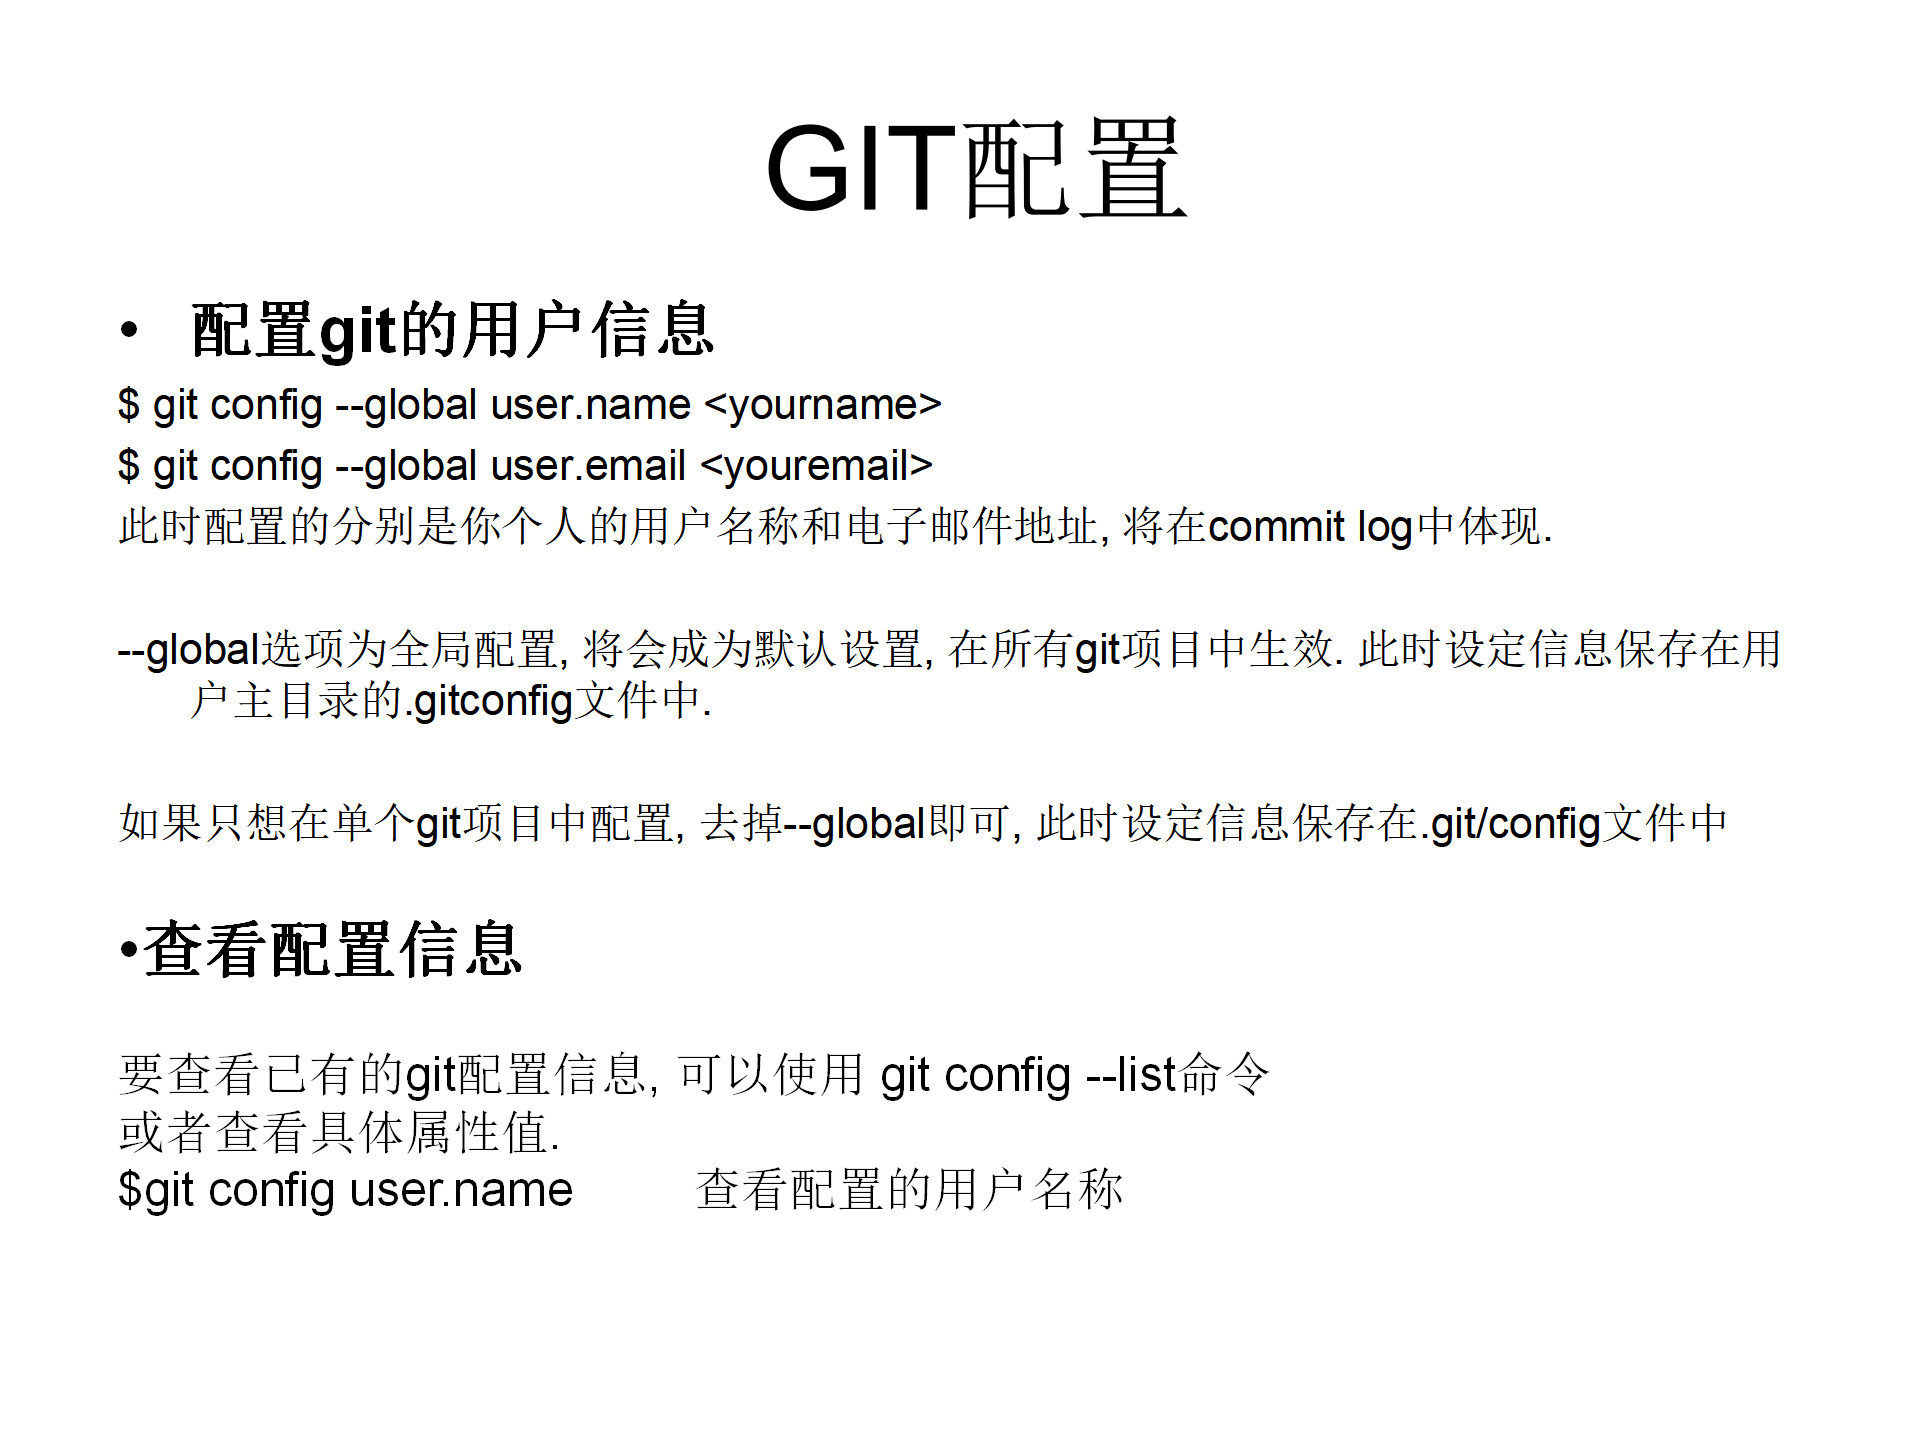 GIT配置
• 配置git的用户信息
$ git config --global user.name <yourname>
$ git config --global user.email <youremail>
此时配置的分别是你个人的用户名称和电子邮件地址, 将在commit log中体现.
--global选项为全局配置, 将会成为默认设置, 在所有git项目中生效. 此时设定信息保存在用
户主目录的.gitconfig文件中.
如果只想在单个git项目中配置, 去掉--global即可, 此时设定信息保存在.git/config文件中
•查看配置信息
要查看已有的git配置信息, 可以使用 git config --list命令
或者查看具体属性值.
$git config user.name 查看配置的用户名称